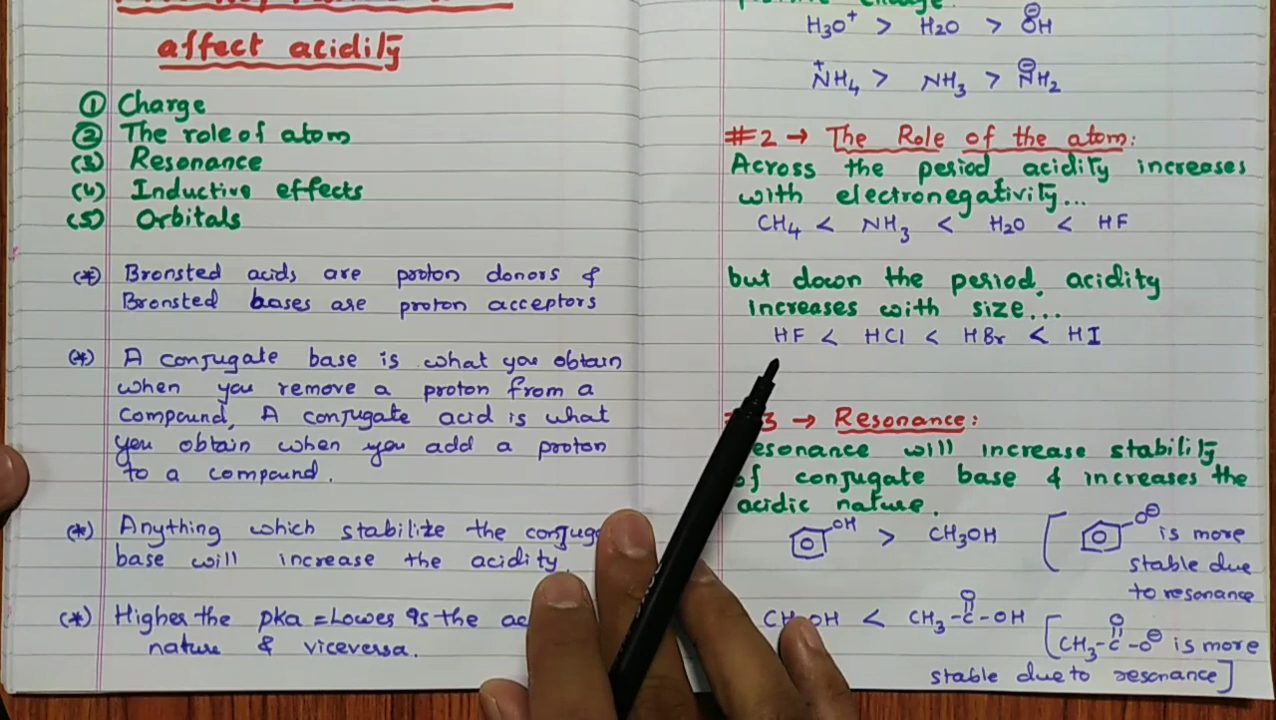 affect acidity
① Charge
② The role of atom
(3) Resonance
(4) Inductive effects
(5) Orbitals
(*) Bronsted acids are proton donors &
Bronsted bases are proton acceptors
(*) A conjugate base is what you obtain
when you remove a proton from a
compound, A conjugate acid is what
you obtain when you add a proton
to a compound.
(*) Anything which stabilize the conjuga
base will increase the acidity.
(*) Higher the pka = Lower is the ac
nature & viceversa.
H3O⁺ > H2O > ⊖OH
⁺NH4 > NH3 > ⊖NH2
#2 → The Role of the atom:
Across the period, acidity increases
with electronegativity...
CH4 < NH3 < H2O < HF
but down the period, acidity
increases with size...
HF < HCl < HBr < HI
3 → Resonance:
esonance will increase stability
of conjugate base & increases the
acidic nature.
OH > CH3OH [ O⊖ is more
stable due
to resonance
CH OH < CH3-C(=O)-OH [CH3-C(=O)-O⊖ is more
stable due to resonance]